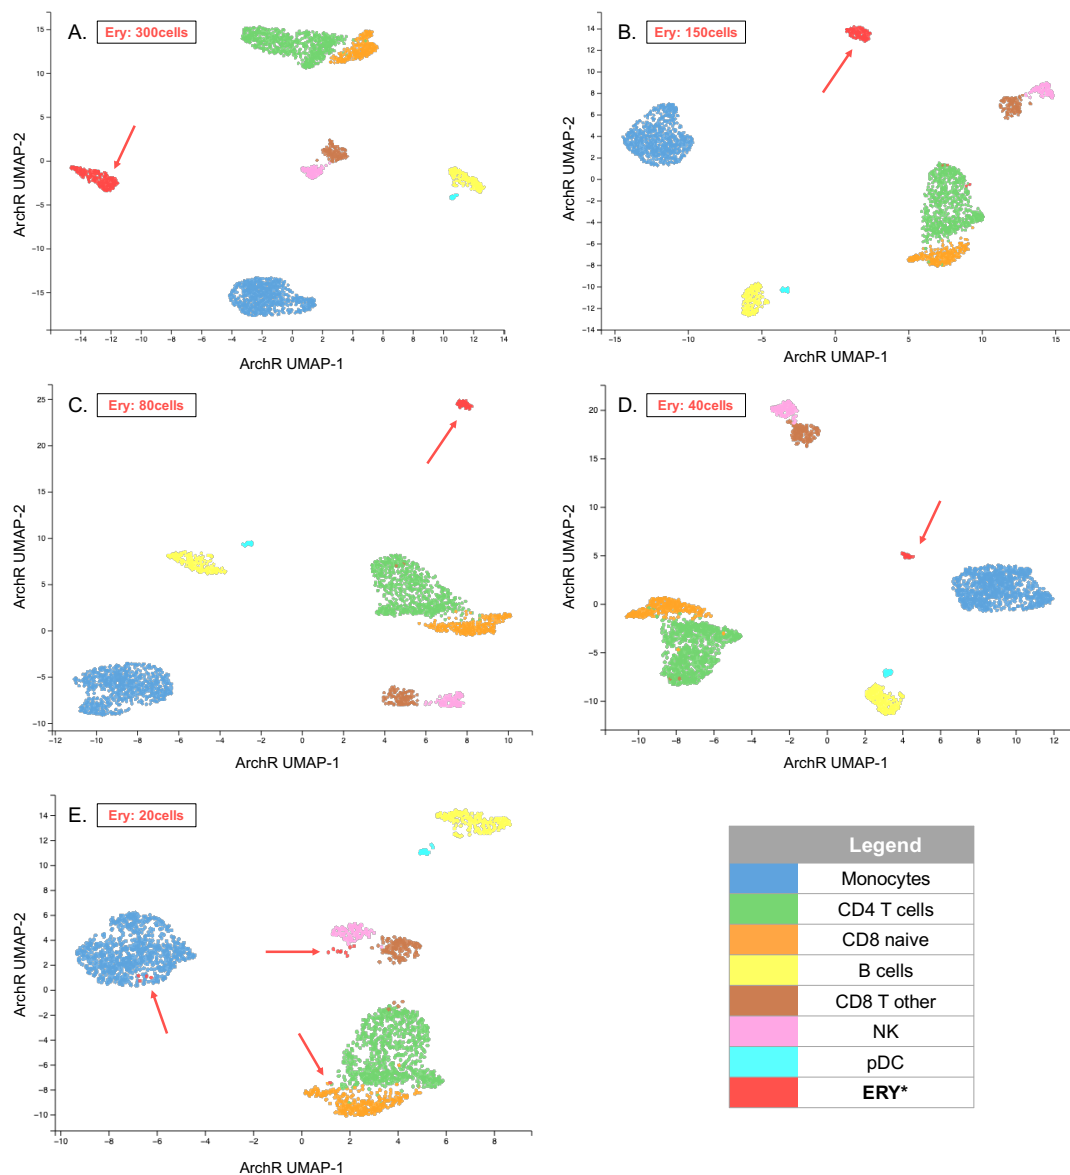 A. Ery: 300cells
15
10
5
0
−5
−10
−15
−14 −12 −10 −8 −6 −4 −2 0 2 4 6 8 10 12 14
ArchR UMAP-2
ArchR UMAP-1
B. Ery: 150cells
14
12
10
8
6
4
2
0
−2
−4
−6
−8
−10
−11
−12
−14
−10 −5 0 5 10 15
ArchR UMAP-2
ArchR UMAP-1
C. Ery: 80cells
25
20
15
10
5
0
−5
−10
−12 −10 −8 −6 −4 −2 0 2 4 6 8 10
ArchR UMAP-2
ArchR UMAP-1
D. Ery: 40cells
20
15
10
5
0
−5
−10
−10 −8 −6 −4 −2 0 2 4 6 8 10 12
ArchR UMAP-2
ArchR UMAP-1
E. Ery: 20cells
14
12
10
8
6
4
2
0
−2
−4
−6
−8
−10
−10 −8 −6 −4 −2 0 2 4 6 8
ArchR UMAP-2
ArchR UMAP-1
Legend
Monocytes
CD4 T cells
CD8 naive
B cells
CD8 T other
NK
pDC
ERY*